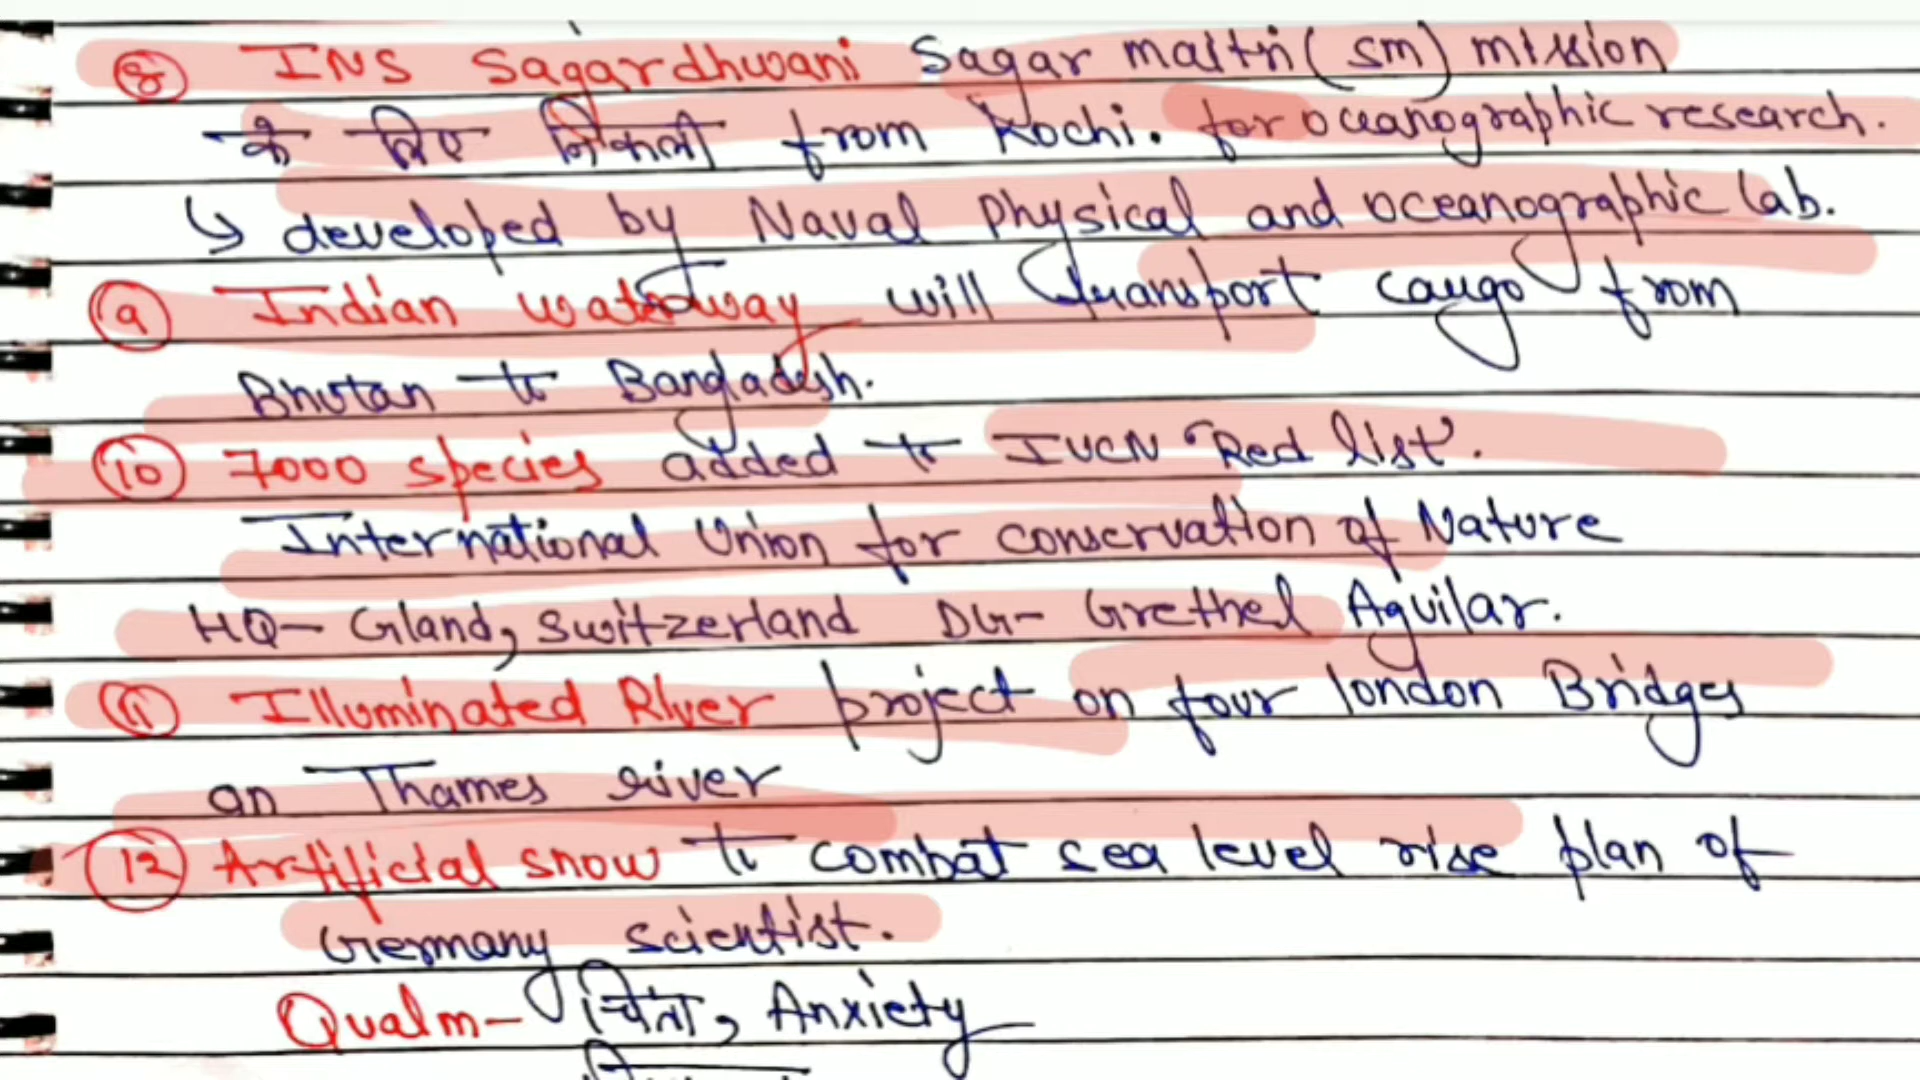 ⑧ INS Sagardhwani Sagar maitri (SM) mission
के लिए निकली from Kochi. for oceanographic research.
↳ developed by Naval Physical and oceanographic lab.
⑨ Indian waterway will transport cargo from
Bhutan to Bangladesh.
⑩ 7000 species added to IUCN "Red list".
International Union for conservation of Nature
HQ- Gland, Switzerland DG- Grethel Aguilar.
⑪ Illuminated River project on four london Bridges
on Thames river
⑫ Artificial snow to combat sea level rise plan of
Germany scientist.
Qualm- चिंता, Anxiety